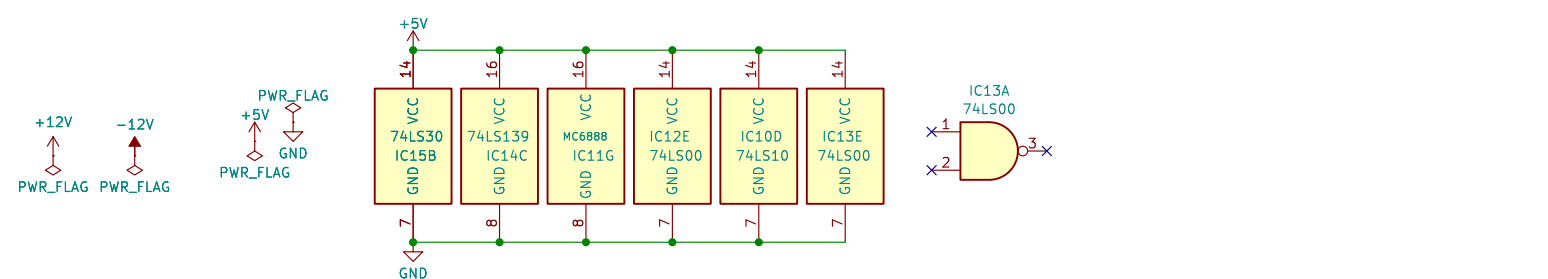 +12V
PWR_FLAG
-12V
PWR_FLAG
PWR_FLAG
+5V
GND
PWR_FLAG
+5V
14
VCC
74LS30
IC15B
GND
7
GND
16
VCC
74LS139
IC14C
GND
8
16
VCC
MC6888
IC11G
GND
8
14
VCC
IC12E
74LS00
GND
7
14
VCC
IC10D
74LS10
GND
7
14
VCC
IC13E
74LS00
GND
7
IC13A
74LS00
1
2
3